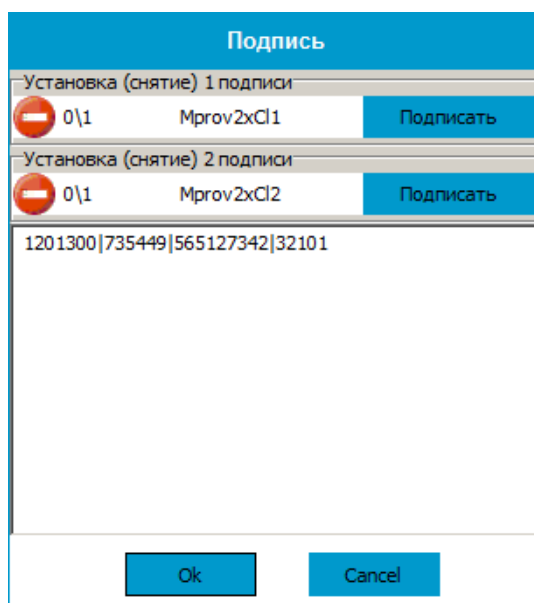 Подпись
Установка (снятие) 1 подписи
0\1 Mprov2xCl1 Подписать
Установка (снятие) 2 подписи
0\1 Mprov2xCl2 Подписать
1201300|735449|565127342|32101
Ok Cancel